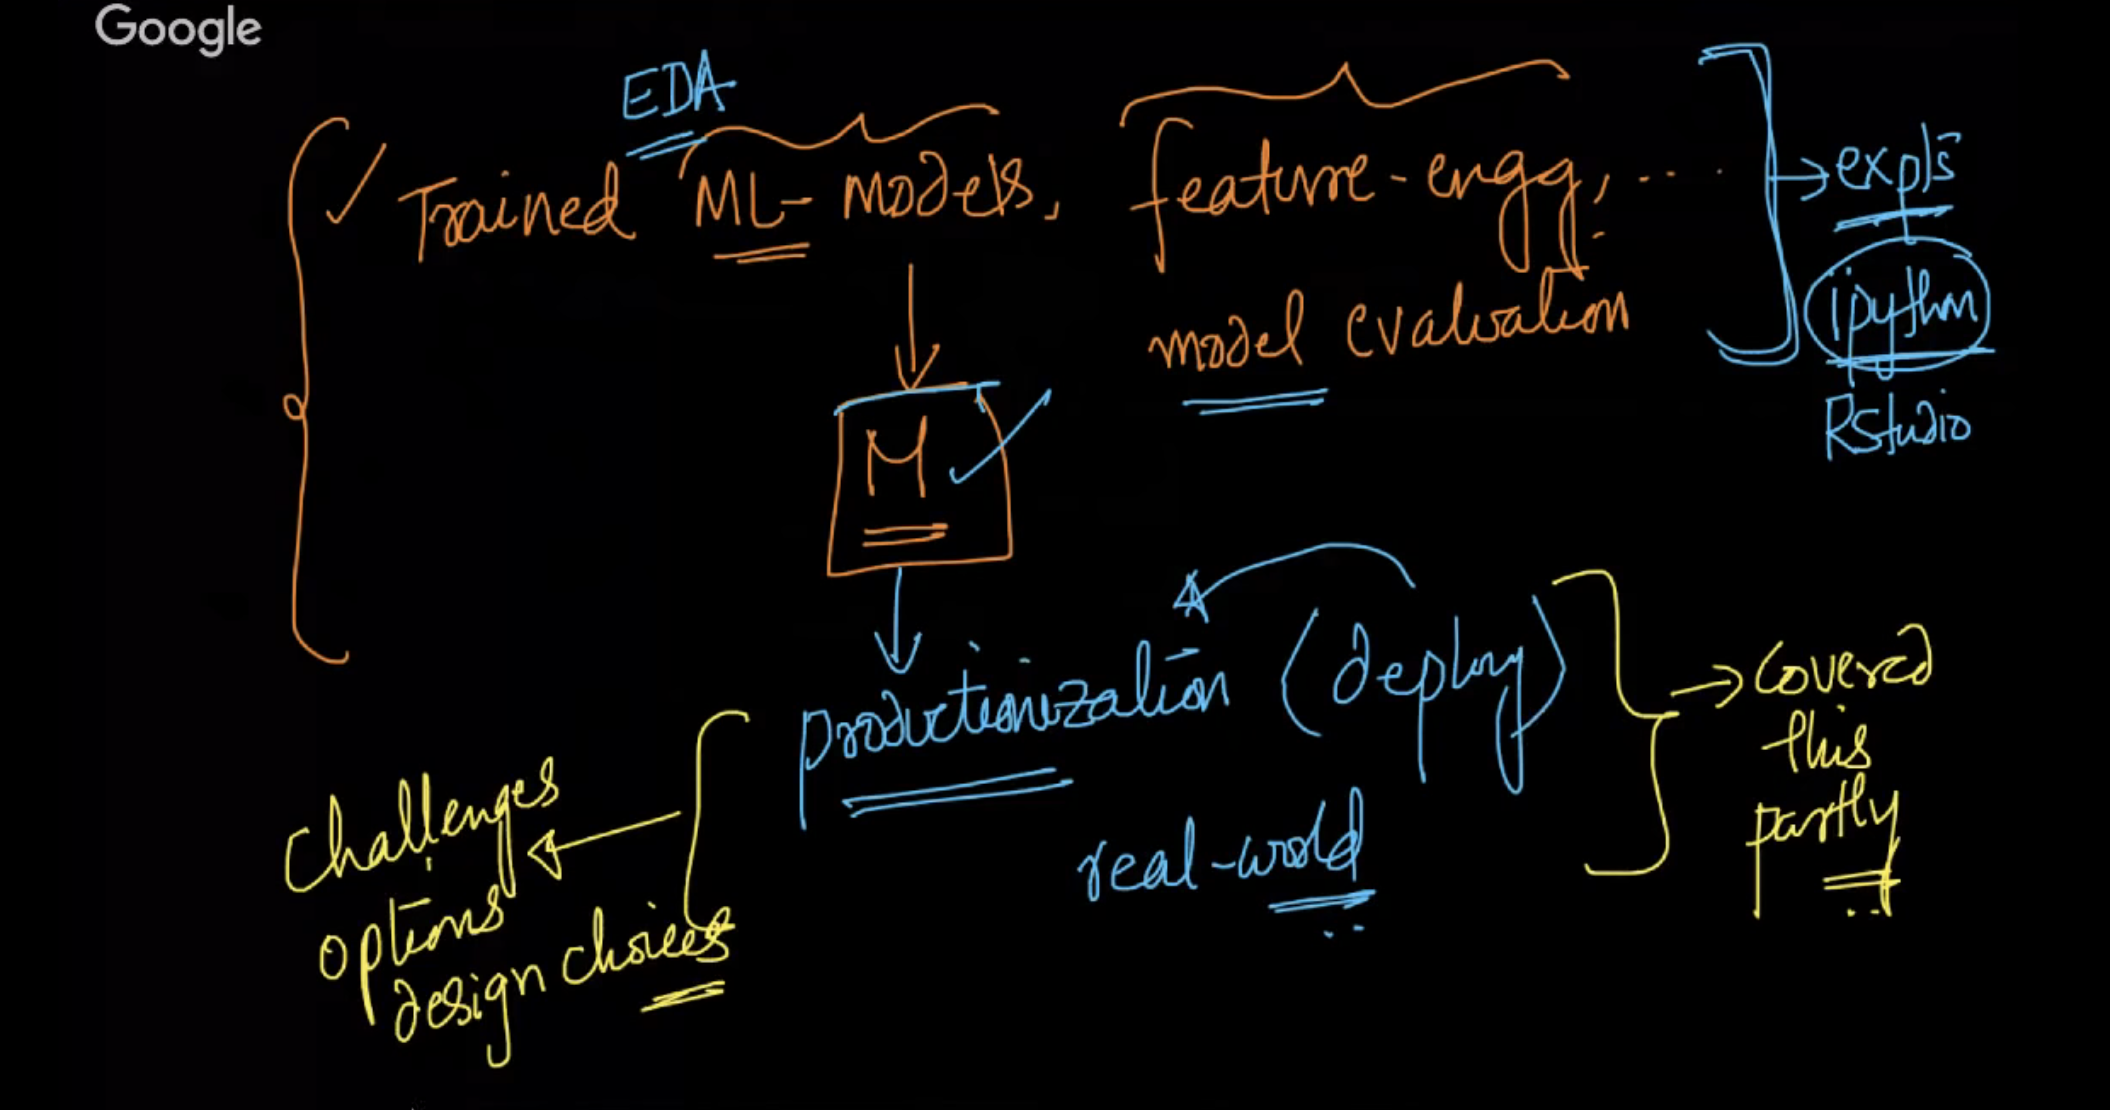 Google
EDA
Trained ML-models, feature-engg, ....
model evaluation
expts
ipython
RStudio
M
productionization (deploy)
real-world
covered
this
partly
challenges
options
design choices